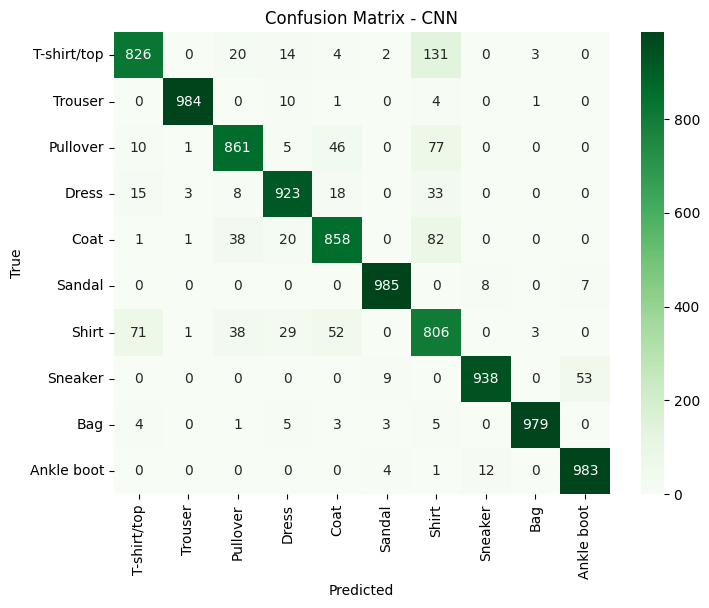 Confusion Matrix - CNN
True
T-shirt/top 826 0 20 14 4 2 131 0 3 0
Trouser 0 984 0 10 1 4 0 0 1 0
Pullover 10 1 861 5 46 0 77 0 0 0
Dress 15 3 8 923 18 0 33 0 0 0
Coat 1 1 38 20 858 0 82 0 0 0
Sandal 0 0 0 0 0 985 0 8 0 7
Shirt 71 1 38 29 52 0 806 0 3 0
Sneaker 0 0 0 0 0 9 0 938 0 53
Bag 4 0 1 5 3 3 5 0 979 0
Ankle boot 0 0 0 0 0 4 1 12 0 983
T-shirt/top Trouser Pullover Dress Coat Sandal Shirt Sneaker Bag Ankle boot
Predicted
800
600
400
200
0